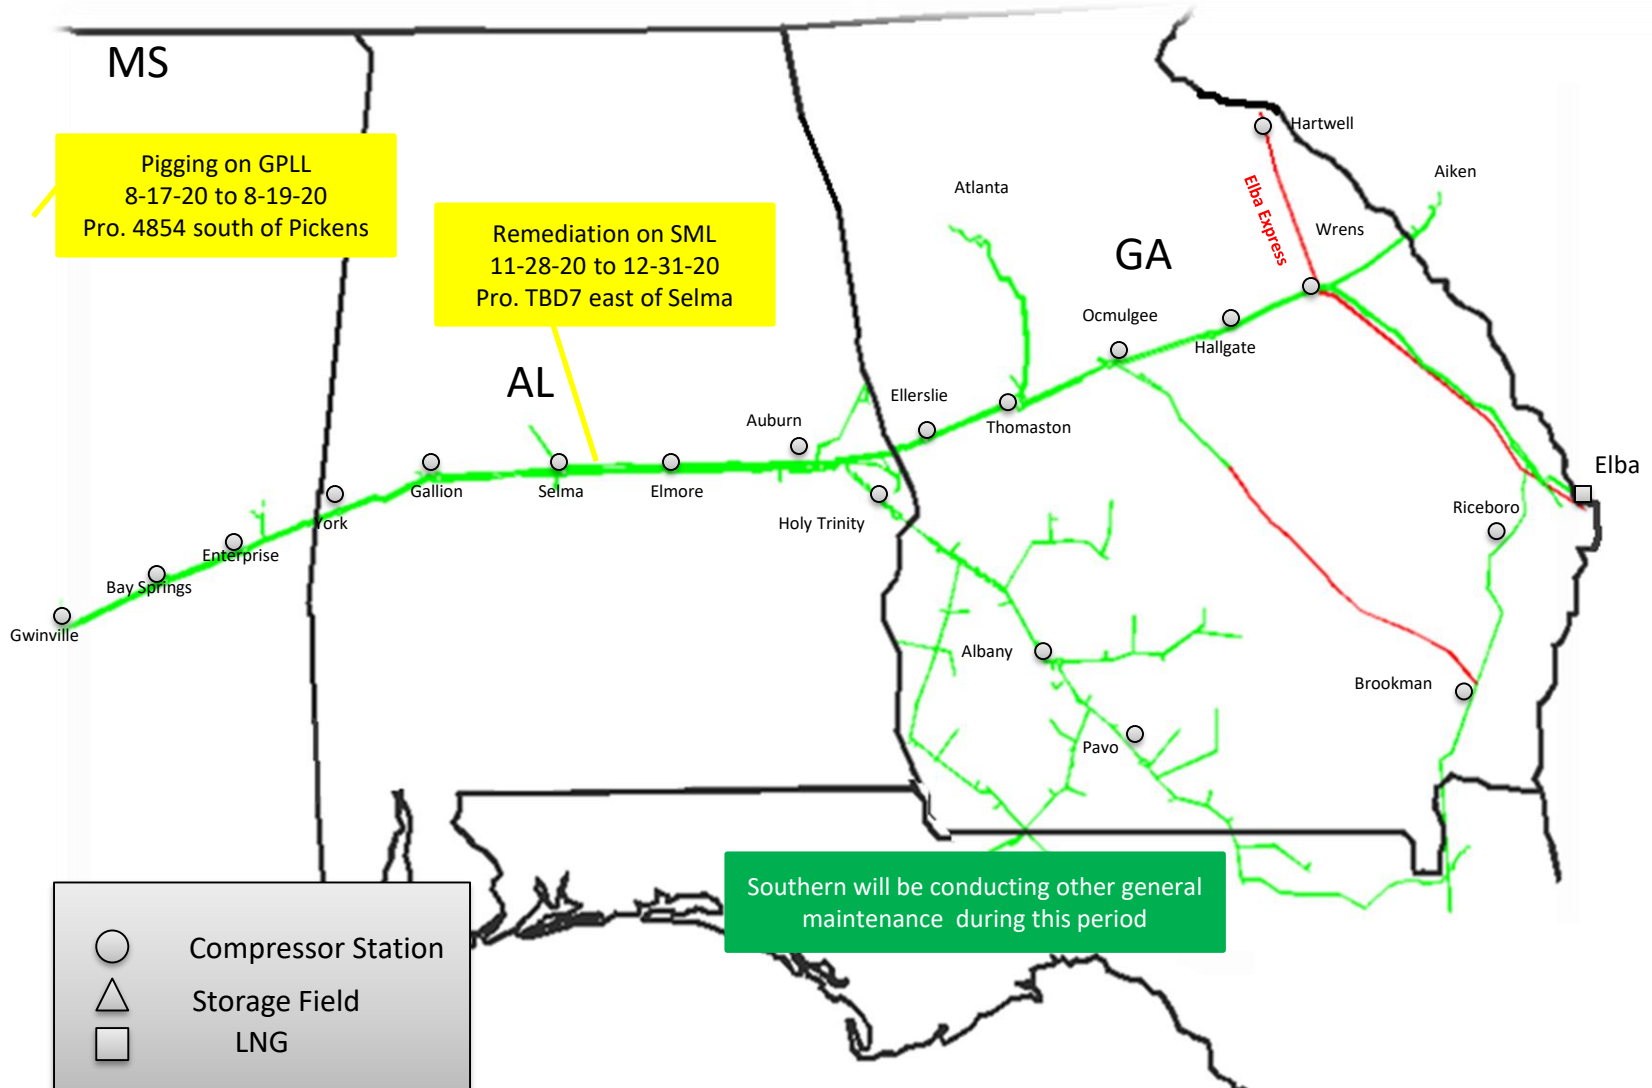 MS
Pigging on GPLL
8-17-20 to 8-19-20
Pro. 4854 south of Pickens
Remediation on SML
11-28-20 to 12-31-20
Pro. TBD7 east of Selma
Hartwell
Aiken
Atlanta
Elba Express
Wrens
GA
Ocmulgee
Hallgate
AL
Ellerslie
Auburn
Thomaston
Elba
Gallion
Selma
Elmore
Riceboro
York
Holy Trinity
Enterprise
Bay Springs
Gwinville
Albany
Brookman
Pavo
Southern will be conducting other general
maintenance during this period
Compressor Station
Storage Field
LNG